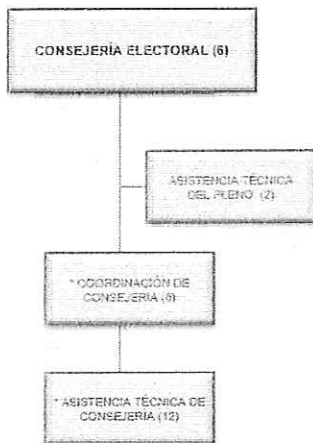 CONSEJERÍA ELECTORAL (6)
ASISTENCIA TÉCNICA
DEL PLENO (2)
* COORDINACIÓN DE
CONSEJERÍA (6)
* ASISTENCIA TÉCNICA DE
CONSEJERÍA (12)